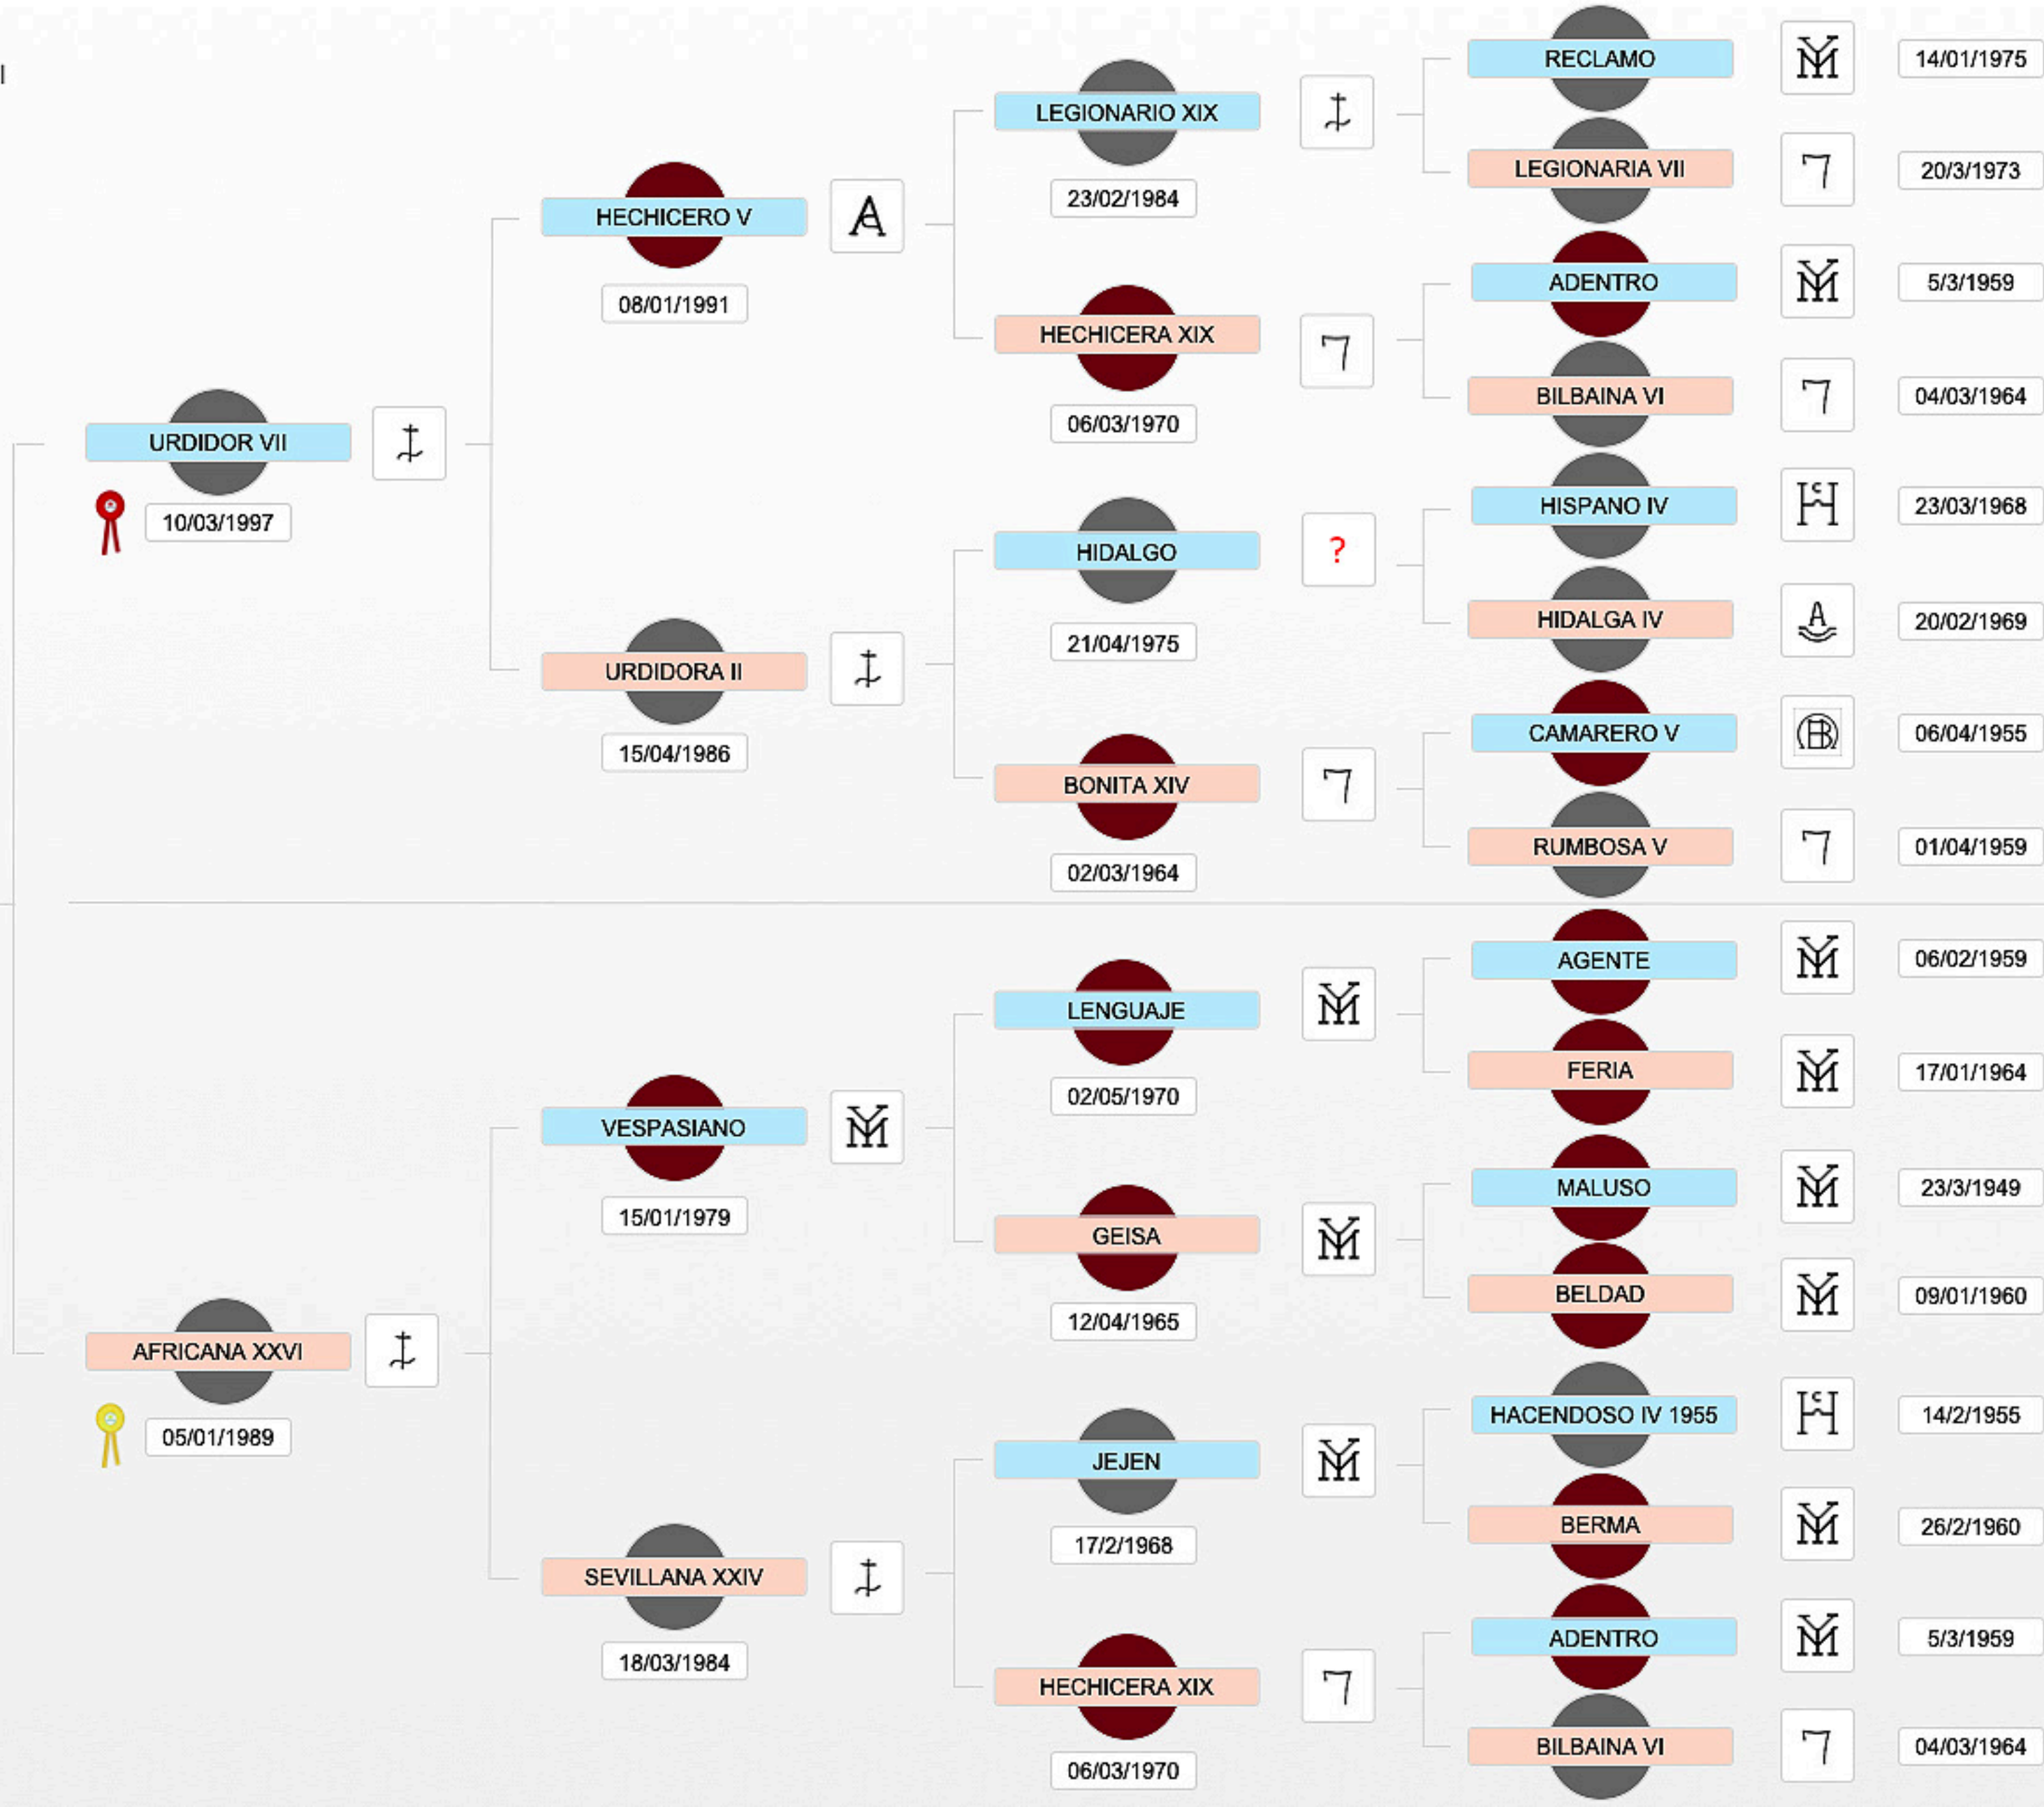 I
RECLAMO
14/01/1975
LEGIONARIO XIX
23/02/1984
LEGIONARIA VII
7
20/3/1973
HECHICERO V
A
08/01/1991
ADENTRO
5/3/1959
HECHICERA XIX
7
06/03/1970
BILBAINA VI
7
04/03/1964
URDIDOR VII
10/03/1997
HISPANO IV
23/03/1968
HIDALGO
?
21/04/1975
HIDALGA IV
A
20/02/1969
URDIDORA II
15/04/1986
CAMARERO V
06/04/1955
BONITA XIV
7
02/03/1964
RUMBOSA V
7
01/04/1959
AGENTE
06/02/1959
LENGUAJE
02/05/1970
FERIA
17/01/1964
VESPASIANO
15/01/1979
MALUSO
23/3/1949
GEISA
12/04/1965
BELDAD
09/01/1960
AFRICANA XXVI
05/01/1989
HACENDOSO IV 1955
14/2/1955
JEJEN
17/2/1968
BERMA
26/2/1960
SEVILLANA XXIV
18/03/1984
ADENTRO
5/3/1959
HECHICERA XIX
7
06/03/1970
BILBAINA VI
7
04/03/1964